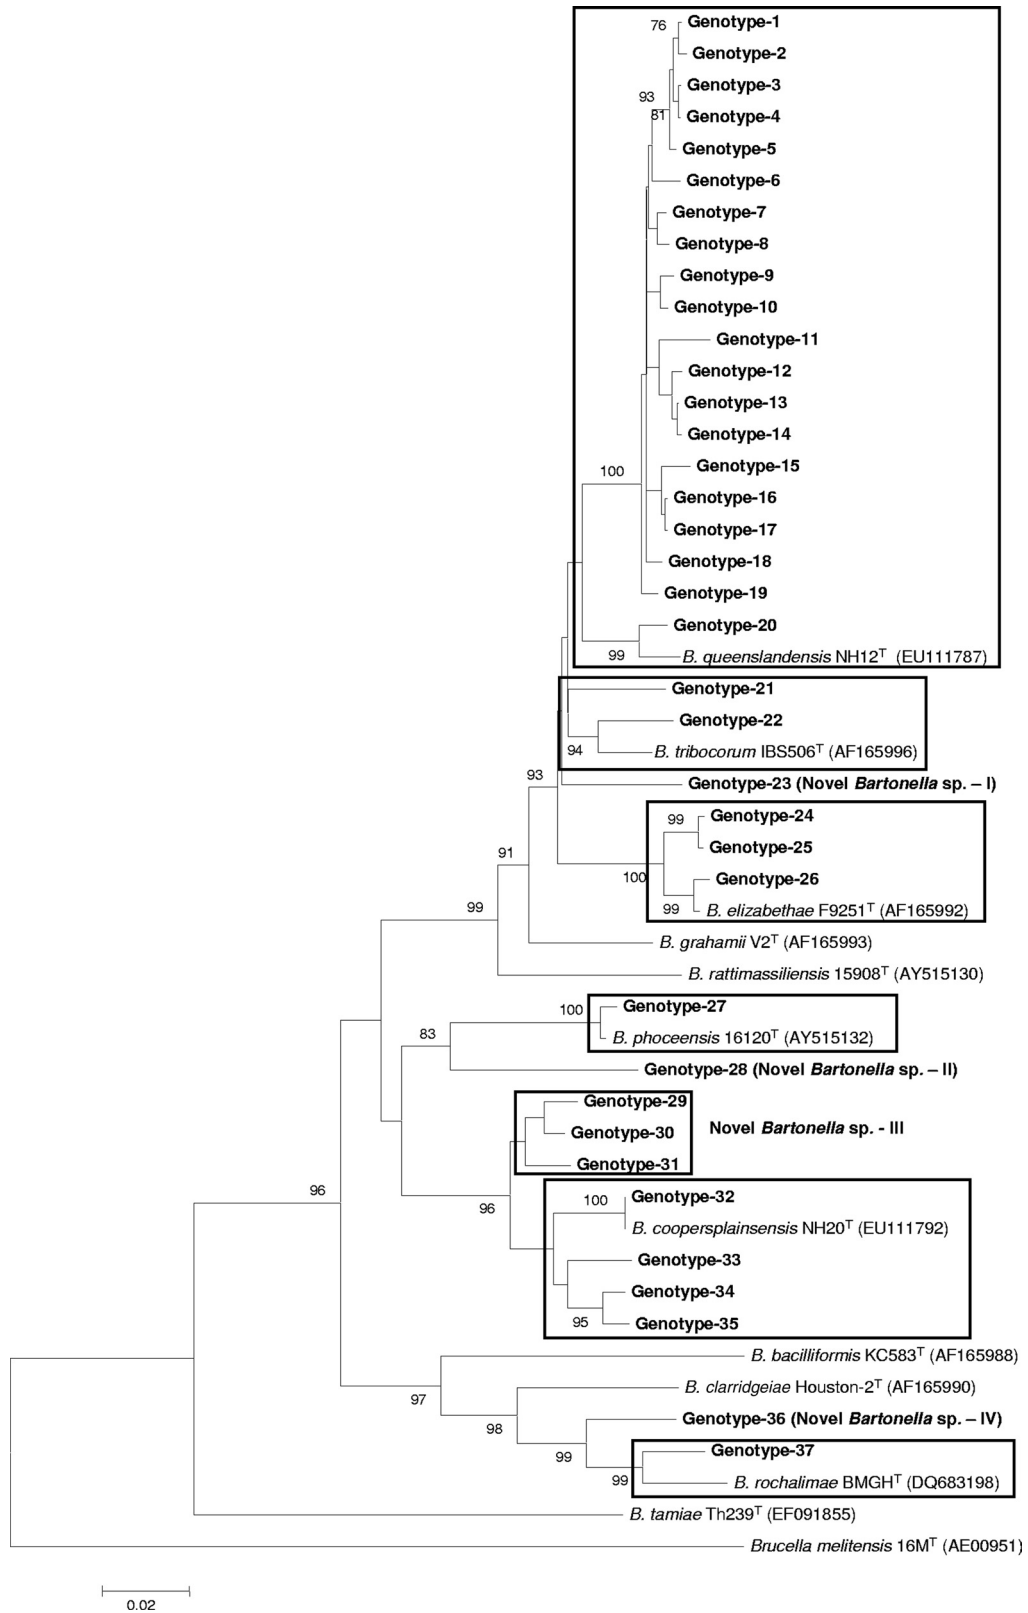 76
Genotype-1
Genotype-2
Genotype-3
93
81
Genotype-4
Genotype-5
Genotype-6
Genotype-7
Genotype-8
Genotype-9
Genotype-10
Genotype-11
Genotype-12
Genotype-13
Genotype-14
Genotype-15
100
Genotype-16
Genotype-17
Genotype-18
Genotype-19
Genotype-20
99
B. queenslandensis NH12T (EU111787)
Genotype-21
Genotype-22
94
B. tribocorum IBS506T (AF165996)
93
Genotype-23 (Novel Bartonella sp. – I)
99
Genotype-24
Genotype-25
91
100
Genotype-26
99
99
B. elizabethae F9251T (AF165992)
B. grahamii V2T (AF165993)
B. rattimassiliensis 15908T (AY515130)
100
Genotype-27
83
B. phoceensis 16120T (AY515132)
Genotype-28 (Novel Bartonella sp. – II)
Genotype-29
Genotype-30
Novel Bartonella sp. - III
Genotype-31
96
100
Genotype-32
96
B. coopersplainsensis NH20T (EU111792)
Genotype-33
Genotype-34
95
Genotype-35
B. bacilliformis KC583T (AF165988)
97
B. clarridgeiae Houston-2T (AF165990)
98
Genotype-36 (Novel Bartonella sp. – IV)
99
Genotype-37
99
B. rochalimae BMGHT (DQ683198)
B. tamiae Th239T (EF091855)
Brucella melitensis 16MT (AE00951)
0.02